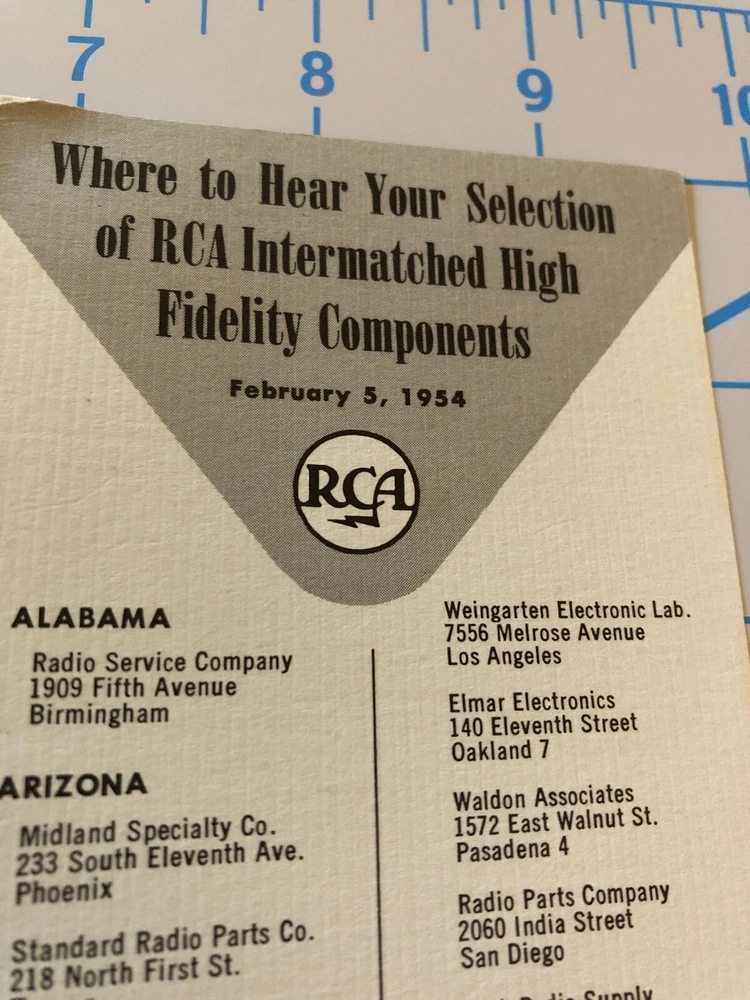 7
8
9
10
Where to Hear Your Selection
of RCA Intermatched High
Fidelity Components
February 5, 1954
RCA
ALABAMA
Radio Service Company
1909 Fifth Avenue
Birmingham
ARIZONA
Midland Specialty Co.
233 South Eleventh Ave.
Phoenix
Standard Radio Parts Co.
218 North First St.
Weingarten Electronic Lab.
7556 Melrose Avenue
Los Angeles
Elmar Electronics
140 Eleventh Street
Oakland 7
Waldon Associates
1572 East Walnut St.
Pasadena 4
Radio Parts Company
2060 India Street
San Diego
Radio Supply